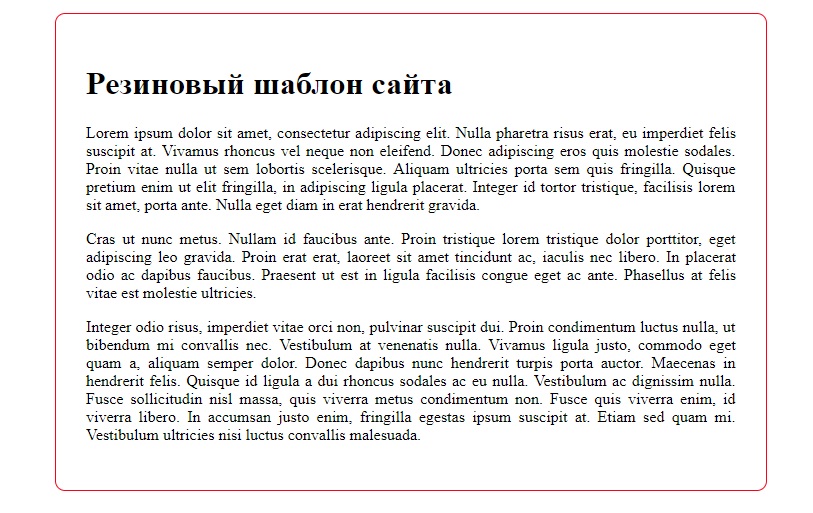 Резиновый шаблон сайта
Lorem ipsum dolor sit amet, consectetur adipiscing elit. Nulla pharetra risus erat, eu imperdiet felis
suscipit at. Vivamus rhoncus vel neque non eleifend. Donec adipiscing eros quis molestie sodales.
Proin vitae nulla ut sem lobortis scelerisque. Aliquam ultricies porta sem quis fringilla. Quisque
pretium enim ut elit fringilla, in adipiscing ligula placerat. Integer id tortor tristique, facilisis lorem
sit amet, porta ante. Nulla eget diam in erat hendrerit gravida.
Cras ut nunc metus. Nullam id faucibus ante. Proin tristique lorem tristique dolor porttitor, eget
adipiscing leo gravida. Proin erat erat, laoreet sit amet tincidunt ac, iaculis nec libero. In placerat
odio ac dapibus faucibus. Praesent ut est in ligula facilisis congue eget ac ante. Phasellus at felis
vitae est molestie ultricies.
Integer odio risus, imperdiet vitae orci non, pulvinar suscipit dui. Proin condimentum luctus nulla, ut
bibendum mi convallis nec. Vestibulum at venenatis nulla. Vivamus ligula justo, commodo eget
quam a, aliquam semper dolor. Donec dapibus nunc hendrerit turpis porta auctor. Maecenas in
hendrerit felis. Quisque id ligula a dui rhoncus sodales ac eu nulla. Vestibulum ac dignissim nulla.
Fusce sollicitudin nisl massa, quis viverra metus condimentum non. Fusce quis viverra enim, id
viverra libero. In accumsan justo enim, fringilla egestas ipsum suscipit at. Etiam sed quam mi.
Vestibulum ultricies nisi luctus convallis malesuada.